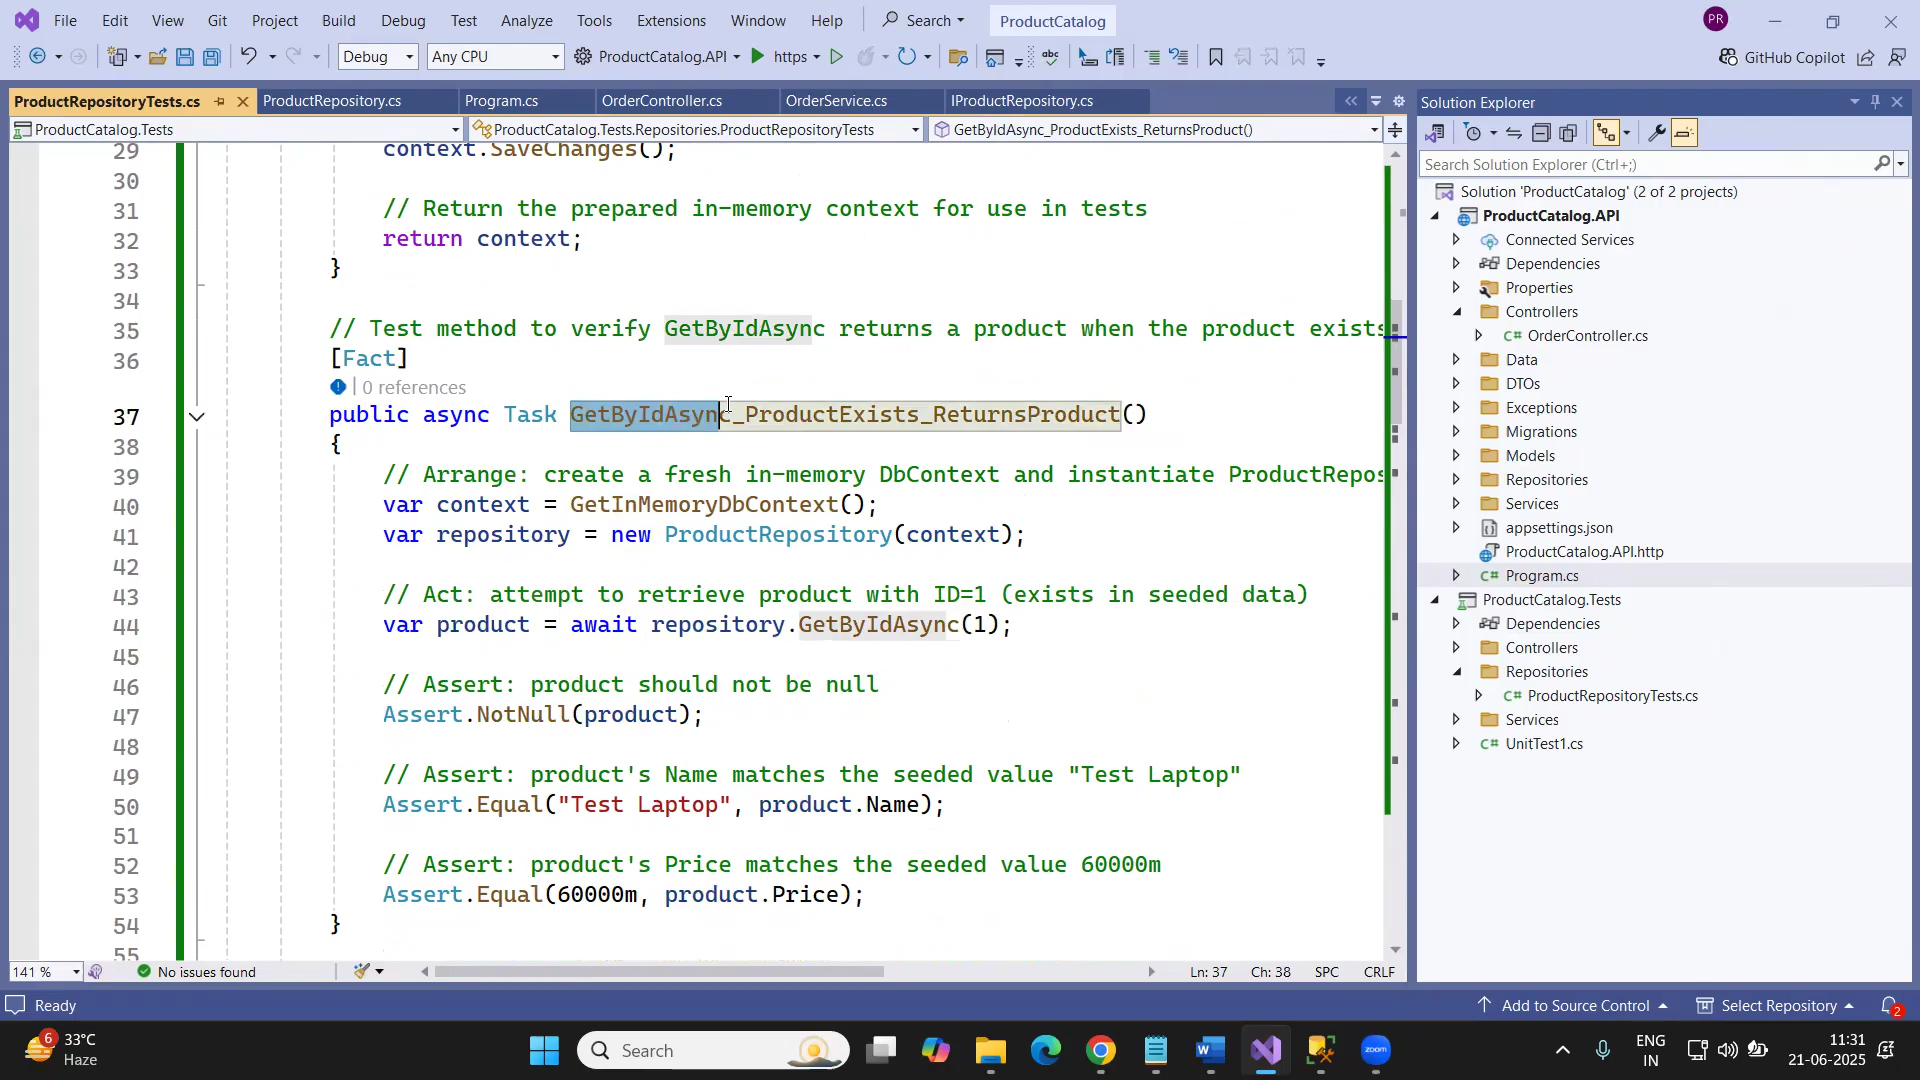 File Edit View Git Project Build Debug Test Analyze Tools Extensions Window Help Search ProductCatalog PR
Debug Any CPU ProductCatalog.API https GitHub Copilot
ProductRepositoryTests.cs ProductRepository.cs Program.cs OrderController.cs OrderService.cs IProductRepository.cs
ProductCatalog.Tests ProductCatalog.Tests.Repositories.ProductRepositoryTests GetByIdAsync_ProductExists_ReturnsProduct()
29 context.SaveChanges();
30
31 // Return the prepared in-memory context for use in tests
32 return context;
33 }
34
35 // Test method to verify GetByIdAsync returns a product when the product exists
36 [Fact]
0 references
37 public async Task GetByIdAsync_ProductExists_ReturnsProduct()
38 {
39 // Arrange: create a fresh in-memory DbContext and instantiate ProductRepos
40 var context = GetInMemoryDbContext();
41 var repository = new ProductRepository(context);
42
43 // Act: attempt to retrieve product with ID=1 (exists in seeded data)
44 var product = await repository.GetByIdAsync(1);
45
46 // Assert: product should not be null
47 Assert.NotNull(product);
48
49 // Assert: product's Name matches the seeded value "Test Laptop"
50 Assert.Equal("Test Laptop", product.Name);
51
52 // Assert: product's Price matches the seeded value 60000m
53 Assert.Equal(60000m, product.Price);
54 }
55
141 % No issues found Ln: 37 Ch: 38 SPC CRLF
Solution Explorer
Search Solution Explorer (Ctrl+;)
Solution 'ProductCatalog' (2 of 2 projects)
ProductCatalog.API
Connected Services
Dependencies
Properties
Controllers
C# OrderController.cs
Data
DTOs
Exceptions
Migrations
Models
Repositories
Services
appsettings.json
ProductCatalog.API.http
C# Program.cs
ProductCatalog.Tests
Dependencies
Controllers
Repositories
C# ProductRepositoryTests.cs
Services
C# UnitTest1.cs
Ready Add to Source Control Select Repository 2
6 33°C
Haze
Search
zoom
ENG
IN
11:31
21-06-2025